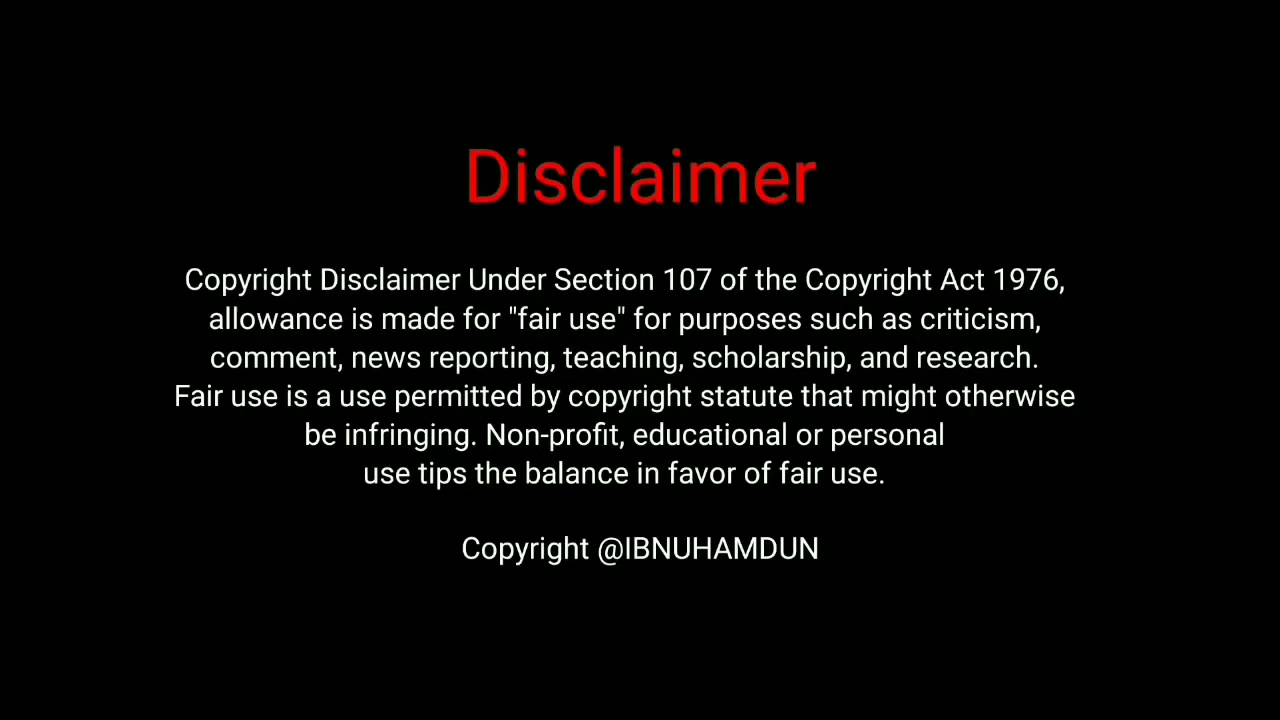 Disclaimer
Copyright Disclaimer Under Section 107 of the Copyright Act 1976,
allowance is made for "fair use" for purposes such as criticism,
comment, news reporting, teaching, scholarship, and research.
Fair use is a use permitted by copyright statute that might otherwise
be infringing. Non-profit, educational or personal
use tips the balance in favor of fair use.
Copyright @IBNUHAMDUN